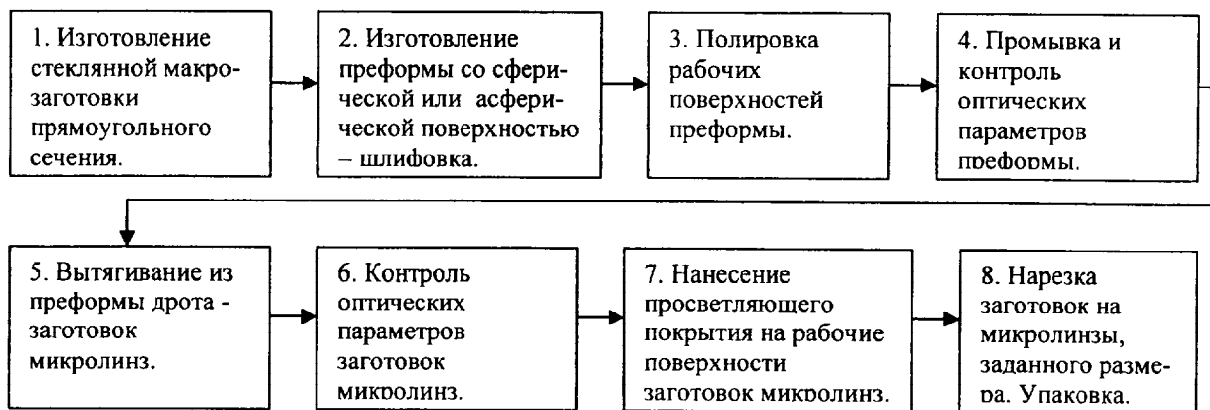 1. Изготовление
стеклянной макро-
заготовки
прямоугольного
сечения.
2. Изготовление
преформы со сфери-
ческой или асфери-
ческой поверхностью
– шлифовка.
3. Полировка
рабочих
поверхностей
преформы.
4. Промывка и
контроль
оптических
параметров
преформы.
5. Вытягивание из
преформы дрота -
заготовок
микролинз.
6. Контроль
оптических
параметров
заготовок
микролинз.
7. Нанесение
просветляющего
покрытия на рабочие
поверхности
заготовок микролинз.
8. Нарезка
заготовок на
микролинзы,
заданного разме-
ра. Упаковка.